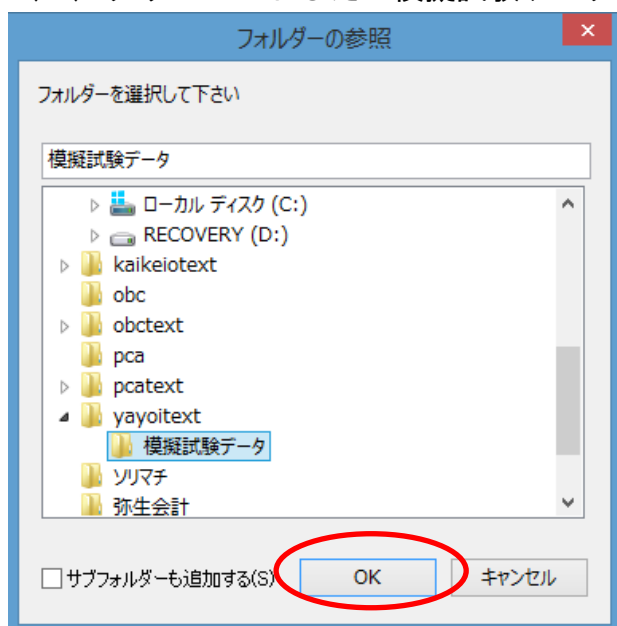 フォルダーの参照
フォルダーを選択して下さい
模擬試験データ
ローカル ディスク (C:)
RECOVERY (D:)
kaikeiotext
obc
obctext
pca
pcatext
yayoitext
模擬試験データ
ソリマチ
弥生会計
サブフォルダーも追加する(S) OK キャンセル